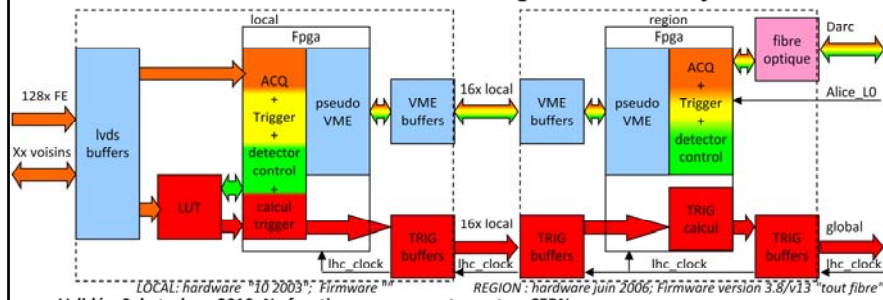 local
region
Fpga
Fpga
Darc
fibre
optique
ACQ
+
Trigger
+
detector
control
+
calcul
trigger
pseudo
VME
VME
buffers
16x local
VME
buffers
pseudo
VME
ACQ
+
Trigger
+
detector
control
Alice_L0
128x FE
Xx voisins
lvds
buffers
LUT
TRIG
buffers
16x local
TRIG
buffers
TRIG
calcul
TRIG
buffers
global
lhc_clock
lhc_clock
lhc_clock
lhc_clock
LOCAL: hardware "10 2003"; Firmware ""
REGION : hardware juin 2006; Firmware version 3.8/v13 "tout fibre"